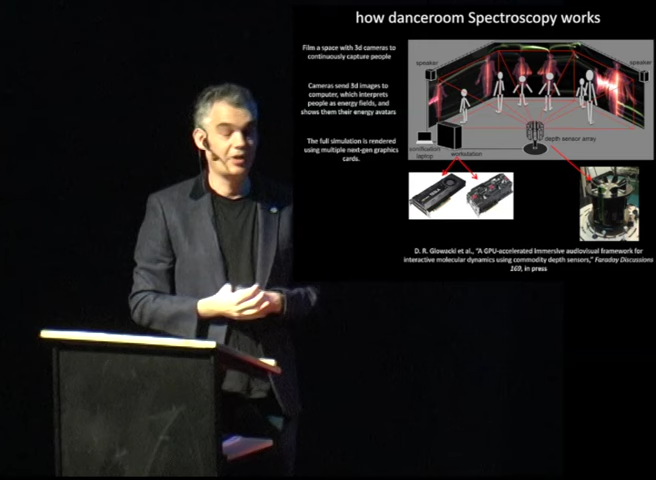 how danceroom Spectroscopy works
Film a space with 3d cameras to
continuously capture people
Cameras send 3d images to
computer, which interprets
people as energy fields, and
shows them their energy avatars
The full simulation is rendered
using multiple next-gen graphics
cards.
speaker
speaker
depth sensor array
sonification
laptop
workstation
D. R. Glowacki et al., "A GPU-accelerated immersive audiovisual framework for
interactive molecular dynamics using commodity depth sensors," Faraday Discussions
169, in press